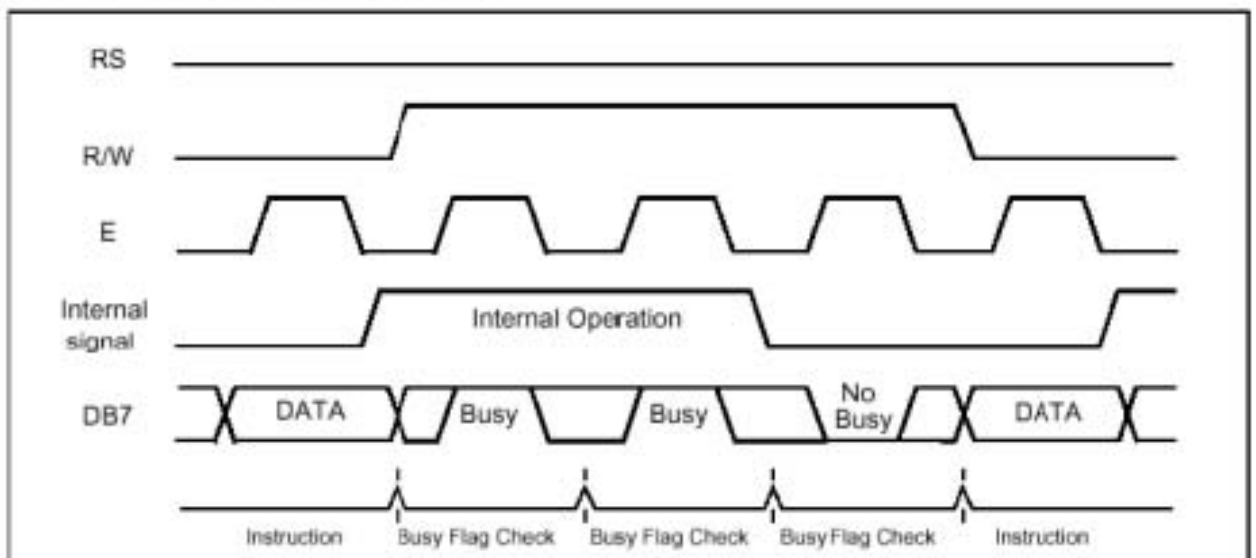 RS
R/W
E
Internal
signal
Internal Operation
DB7
DATA
Busy
Busy
No
Busy
DATA
Instruction
Busy Flag Check
Busy Flag Check
Busy Flag Check
Instruction